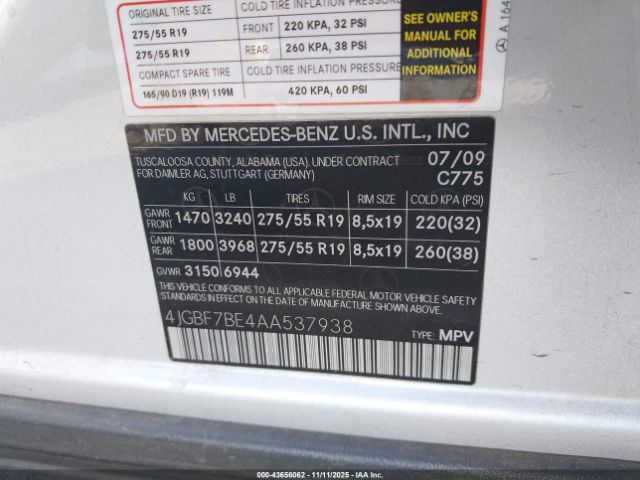 ORIGINAL TIRE SIZE COLD TIRE INFLATION PRESSURE
275/55 R19 FRONT 220 KPA, 32 PSI
275/55 R19 REAR 260 KPA, 38 PSI
COMPACT SPARE TIRE COLD TIRE INFLATION PRESSURE
165/90 D19 (R19) 119M 420 KPA, 60 PSI
SEE OWNER'S
MANUAL FOR
ADDITIONAL
INFORMATION
A 164
MFD BY MERCEDES-BENZ U.S. INTL., INC
TUSCALOOSA COUNTY, ALABAMA (USA), UNDER CONTRACT 07/09
FOR DAIMLER AG, STUTTGART (GERMANY) C775
KG LB TIRES RIM SIZE COLD KPA (PSI)
GAWR FRONT 1470 3240 275/55 R19 8,5x19 220(32)
GAWR REAR 1800 3968 275/55 R19 8,5x19 260(38)
GVWR 3150 6944
THIS VEHICLE CONFORMS TO ALL APPLICABLE FEDERAL MOTOR VEHICLE
SAFETY STANDARDS IN EFFECT ON THE DATE OF MANUFACTURE SHOWN ABOVE.
4JGBF7BE4AA537938 TYPE: MPV
000-43656062 - 11/11/2025 - iaai.com